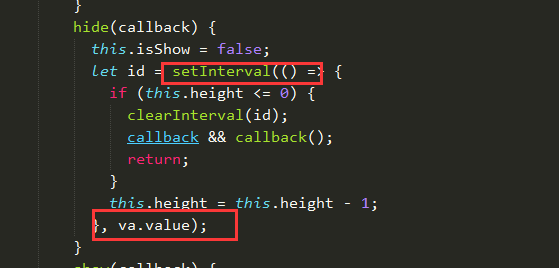 }
hide(callback) {
this.isShow = false;
let id = setInterval(() => {
if (this.height <= 0) {
clearInterval(id);
callback && callback();
return;
}
this.height = this.height - 1;
}, va.value);
}
show(callback) {